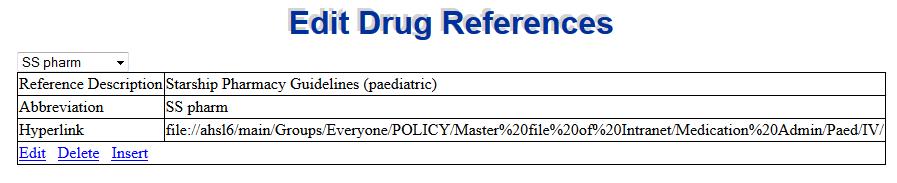 Edit Drug References
SS pharm
Reference Description Starship Pharmacy Guidelines (paediatric)
Abbreviation SS pharm
Hyperlink file://ahsl6/main/Groups/Everyone/POLICY/Master%20file%20of%20Intranet/Medication%20Admin/Paed/IV/
Edit Delete Insert